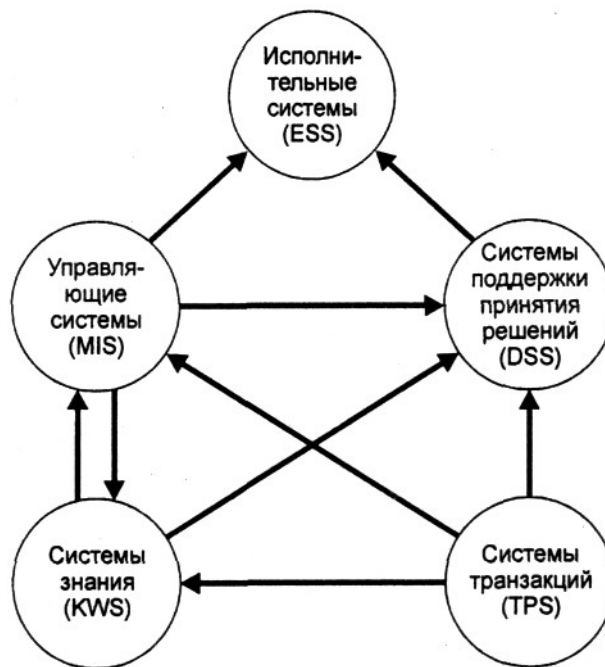 Исполни-
тельные
системы
(ESS)
Управля-
ющие
системы
(MIS)
Системы
поддержки
принятия
решений
(DSS)
Системы
знания
(KWS)
Системы
транзакций
(TPS)